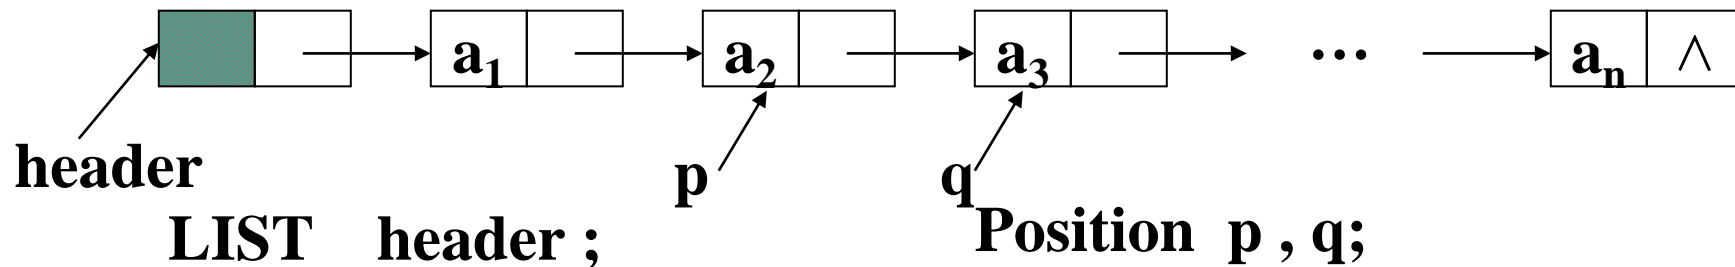 a₁ a₂ a₃ … aₙ ∧
header p q
LIST header ; Position p , q;